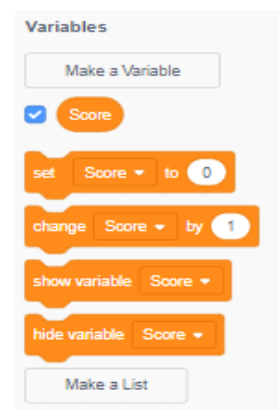 Variables
Make a Variable
Score
set Score to 0
change Score by 1
show variable Score
hide variable Score
Make a List